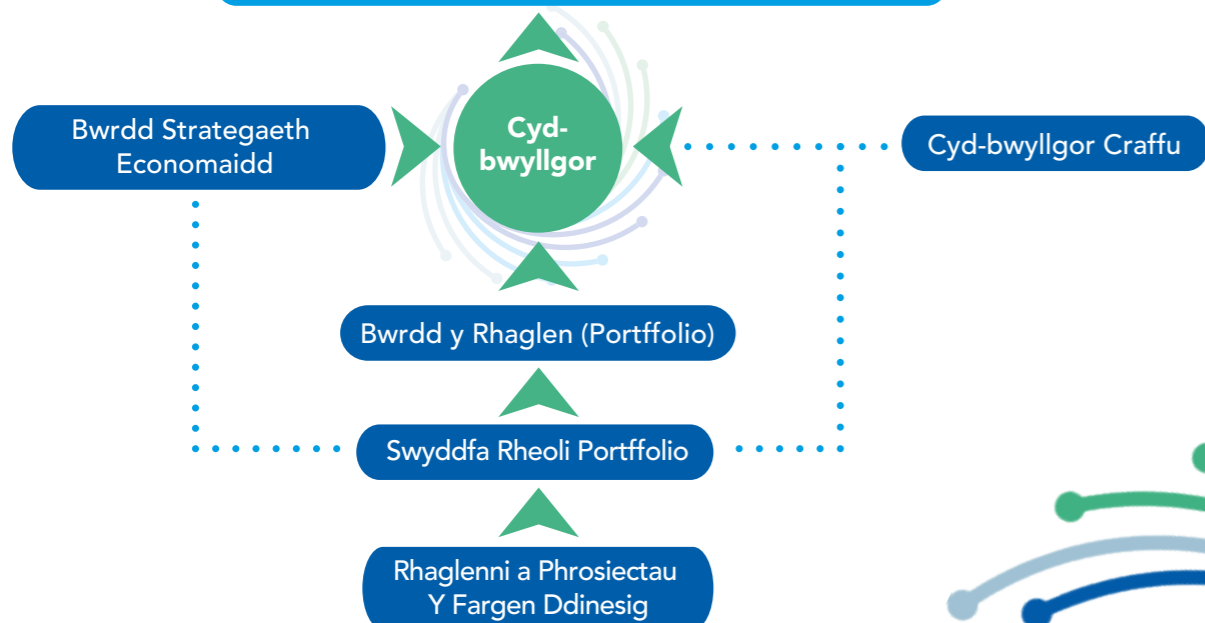 Bwrdd Strategaeth
Economaidd
Cyd-
bwyllgor
Cyd-bwyllgor Craffu
Bwrdd y Rhaglen (Portffolio)
Swyddfa Rheoli Portffolio
Rhaglenni a Phrosiectau
Y Fargen Ddinesig